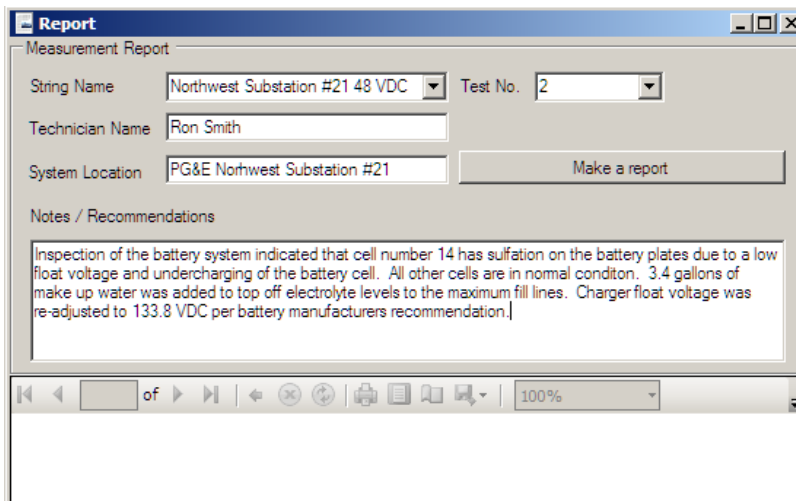 Report
Measurement Report
String Name Northwest Substation #21 48 VDC Test No. 2
Technician Name Ron Smith
System Location PG&E Norhwest Substation #21 Make a report
Notes / Recommendations
Inspection of the battery system indicated that cell number 14 has sulfation on the battery plates due to a low
float voltage and undercharging of the battery cell.  All other cells are in normal conditon.  3.4 gallons of
make up water was added to top off electrolyte levels to the maximum fill lines.  Charger float voltage was
re-adjusted to 133.8 VDC per battery manufacturers recommendation.
of 100%